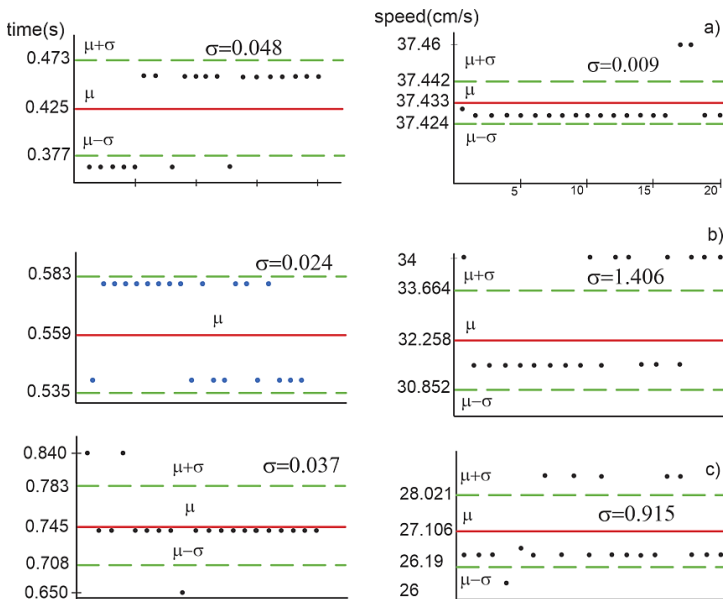 time(s)
0.473
μ+σ
σ=0.048
0.425
μ
μ−σ
0.377
speed(cm/s)
a)
37.46
μ+σ
σ=0.009
37.442
μ
37.433
37.424
μ−σ
5 10 15 20
0.583
σ=0.024
0.559
μ
0.535
b)
34
μ+σ
σ=1.406
33.664
μ
32.258
30.852
μ−σ
0.840
μ+σ
σ=0.037
0.783
μ
0.745
μ−σ
0.708
0.650
c)
μ+σ
28.021
μ
σ=0.915
27.106
26.19
μ−σ
26